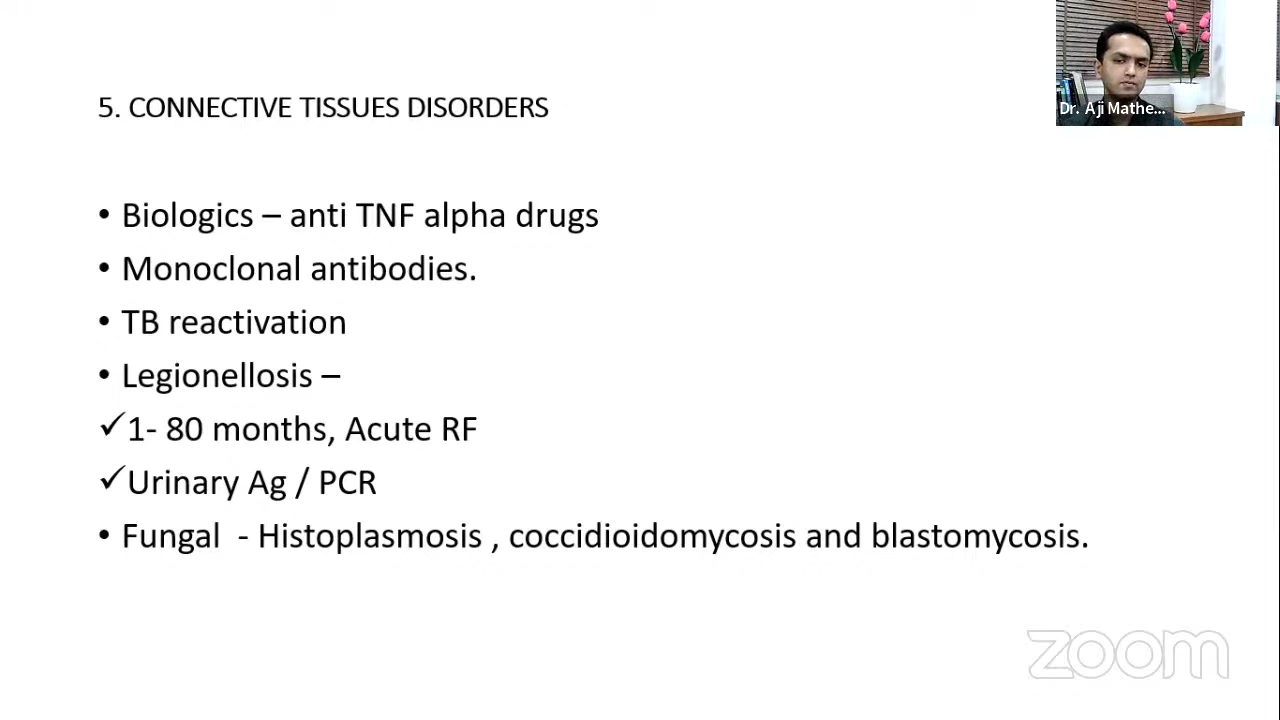 5. CONNECTIVE TISSUES DISORDERS
Dr. Aji Mathe...
• Biologics – anti TNF alpha drugs
• Monoclonal antibodies.
• TB reactivation
• Legionellosis –
✓1- 80 months, Acute RF
✓Urinary Ag / PCR
• Fungal - Histoplasmosis , coccidioidomycosis and blastomycosis.
zoom